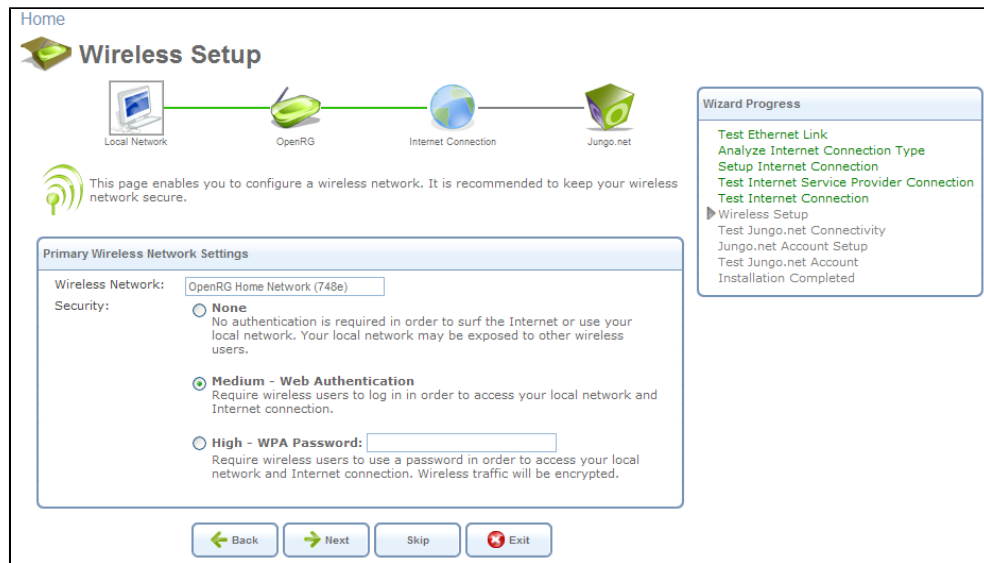 Home
Wireless Setup
Local Network
OpenRG
Internet Connection
Jungo.net
This page enables you to configure a wireless network. It is recommended to keep your wireless
network secure.
Primary Wireless Network Settings
Wireless Network: OpenRG Home Network (748e)
Security:
None
No authentication is required in order to surf the Internet or use your
local network. Your local network may be exposed to other wireless
users.
Medium - Web Authentication
Require wireless users to log in in order to access your local network and
Internet connection.
High - WPA Password:
Require wireless users to use a password in order to access your local
network and Internet connection. Wireless traffic will be encrypted.
Back
Next
Skip
Exit
Wizard Progress
Test Ethernet Link
Analyze Internet Connection Type
Setup Internet Connection
Test Internet Service Provider Connection
Test Internet Connection
Wireless Setup
Test Jungo.net Connectivity
Jungo.net Account Setup
Test Jungo.net Account
Installation Completed